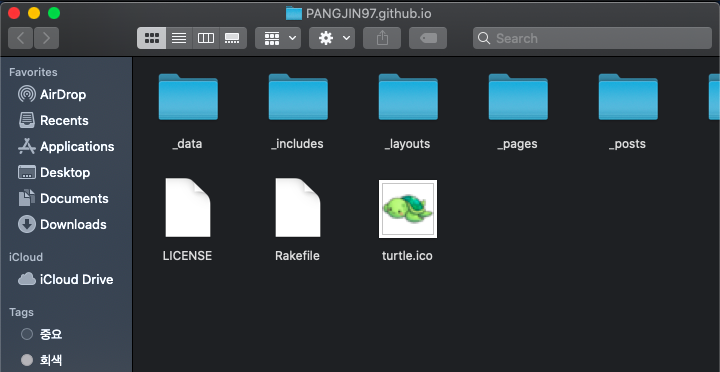 PANGJIN97.github.io
Search
Favorites
AirDrop
Recents
Applications
Desktop
Documents
Downloads
iCloud
iCloud Drive
Tags
중요
회색
_data
_includes
_layouts
_pages
_posts
LICENSE
Rakefile
turtle.ico